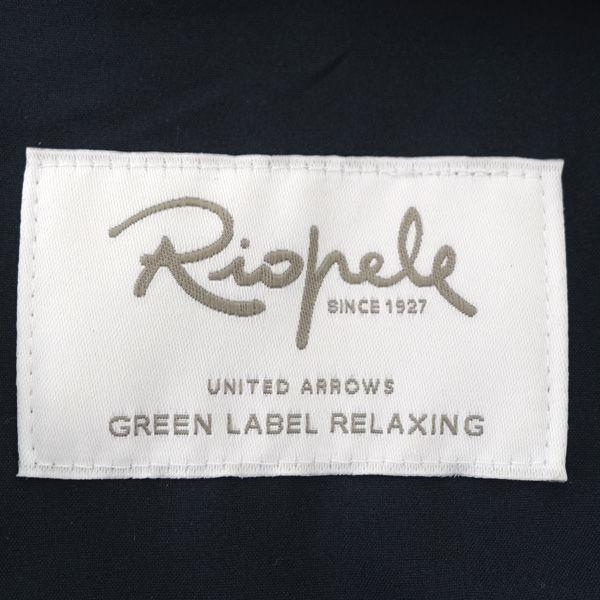 Riopele
SINCE 1927
UNITED ARROWS
GREEN LABEL RELAXING